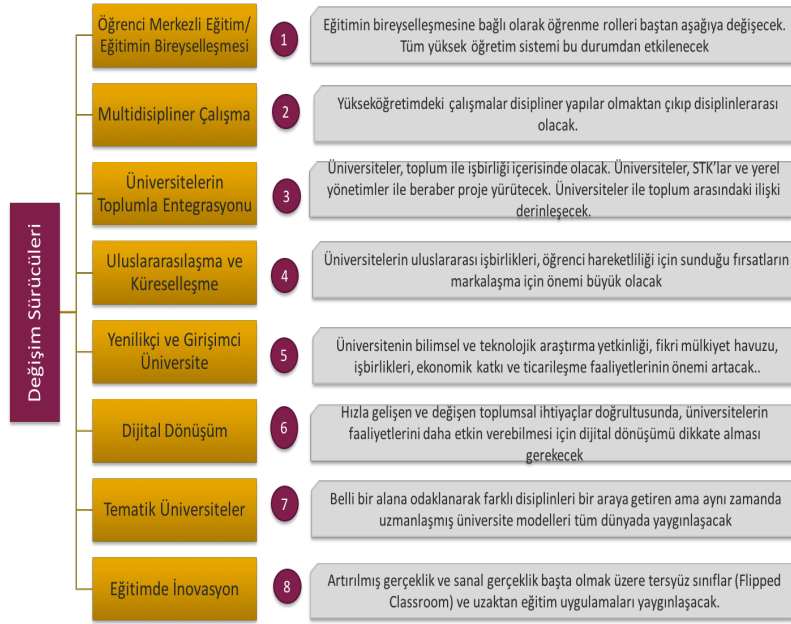 Değişim Sürücüleri
Öğrenci Merkezli Eğitim/
Eğitimin Bireyselleşmesi
1
Eğitimin bireyselleşmesine bağlı olarak öğrenme rolleri baştan aşağıya değişecek.
Tüm yüksek öğretim sistemi bu durumdan etkilenecek
Multidisipliner Çalışma
2
Yükseköğretimdeki çalışmalar disipliner yapılar olmaktan çıkıp disiplinlerarası
olacak.
Üniversitelerin
Toplumla Entegrasyonu
3
Üniversiteler, toplum ile işbirliği içerisinde olacak. Üniversiteler, STK'lar ve yerel
yönetimler ile beraber proje yürütecek. Üniversiteler ile toplum arasındaki ilişki
derinleşecek.
Uluslararasılaşma ve
Küreselleşme
4
Üniversitelerin uluslararası işbirlikleri, öğrenci hareketliliği için sunduğu fırsatların
markalaşma için önemi büyük olacak
Yenilikçi ve Girişimci
Üniversite
5
Üniversitenin bilimsel ve teknolojik araştırma yetkinliği, fikri mülkiyet havuzu,
işbirlikleri, ekonomik katkı ve ticarileşme faaliyetlerinin önemi artacak..
Dijital Dönüşüm
6
Hızla gelişen ve değişen toplumsal ihtiyaçlar doğrultusunda, üniversitelerin
faaliyetlerini daha etkin verebilmesi için dijital dönüşümü dikkate alması
gerekecek
Tematik Üniversiteler
7
Belli bir alana odaklanarak farklı disiplinleri bir araya getiren ama aynı zamanda
uzmanlaşmış üniversite modelleri tüm dünyada yaygınlaşacak
Eğitimde İnovasyon
8
Artırılmış gerçeklik ve sanal gerçeklik başta olmak üzere tersyüz sınıflar (Flipped
Classroom) ve uzaktan eğitim uygulamaları yaygınlaşacak.